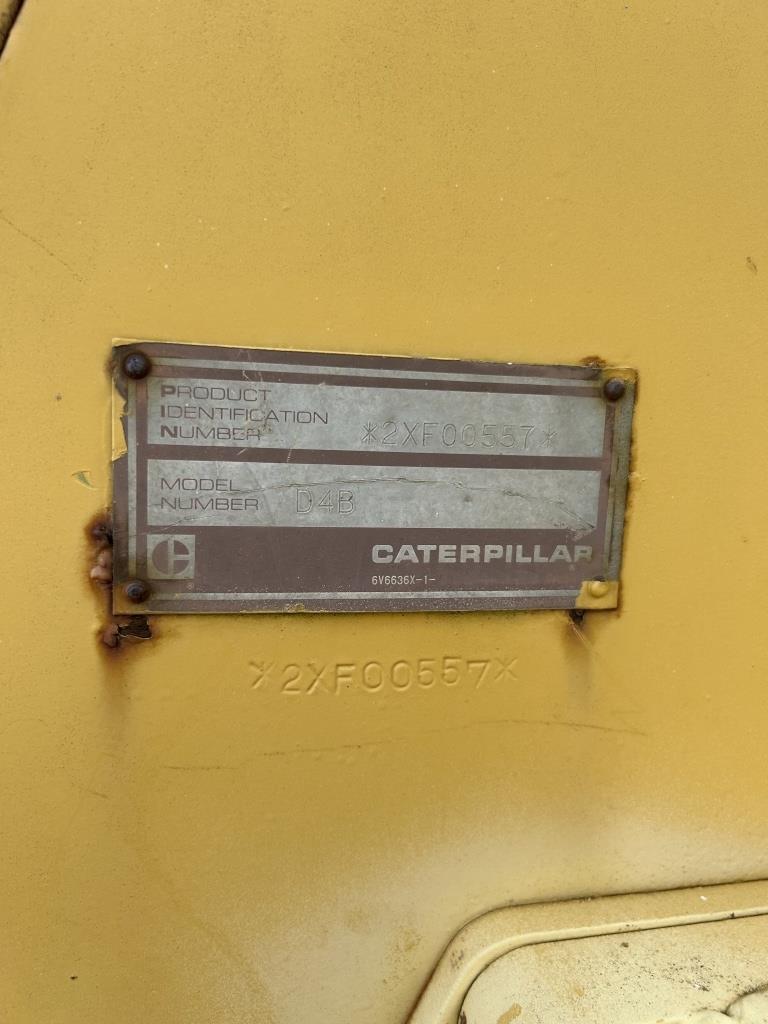 PRODUCT
IDENTIFICATION
NUMBER *2XF00557*
MODEL
NUMBER D4B
CATERPILLAR
6V6636X-1-
*2XF00557*